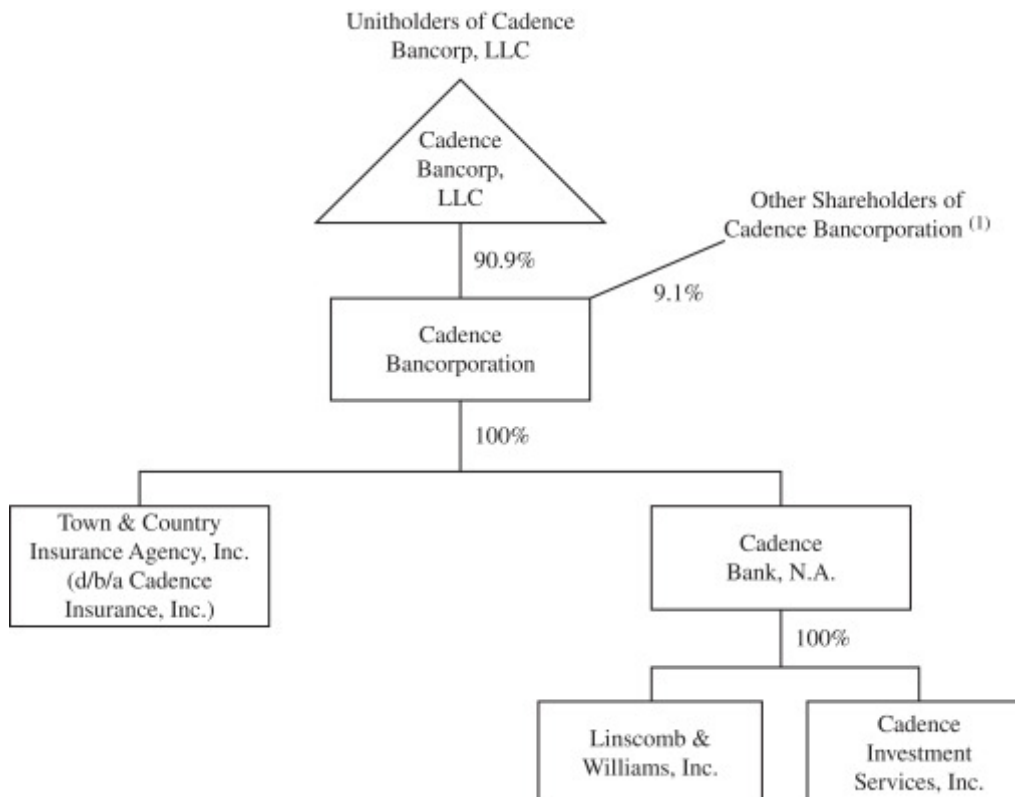 Unitholders of Cadence
Bancorp, LLC
Cadence
Bancorp,
LLC
Other Shareholders of
Cadence Bancorporation (1)
90.9%
9.1%
Cadence
Bancorporation
100%
Town & Country
Insurance Agency, Inc.
(d/b/a Cadence
Insurance, Inc.)
Cadence
Bank, N.A.
100%
Linscomb &
Williams, Inc.
Cadence
Investment
Services, Inc.